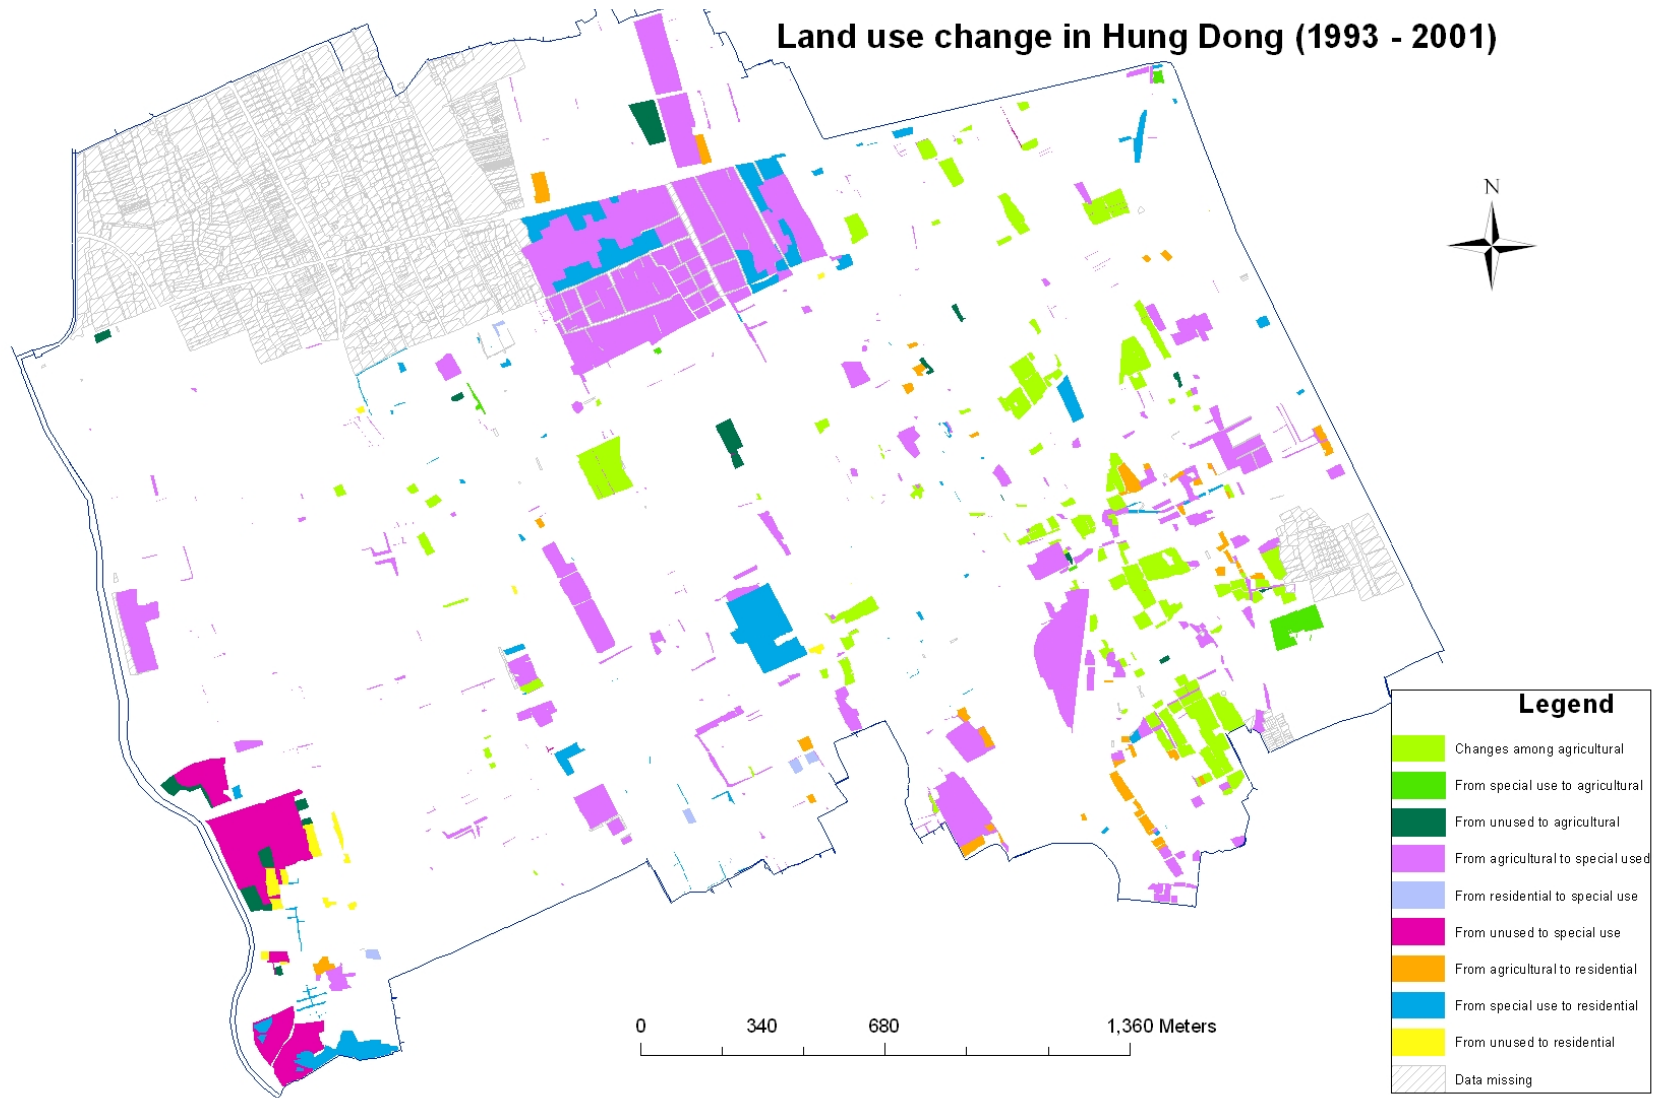 Land use change in Hung Dong (1993 - 2001)
N
Legend
Changes among agricultural
From special use to agricultural
From unused to agricultural
From agricultural to special used
From residential to special use
From unused to special use
From agricultural to residential
From special use to residential
From unused to residential
Data missing
0 340 680 1,360 Meters